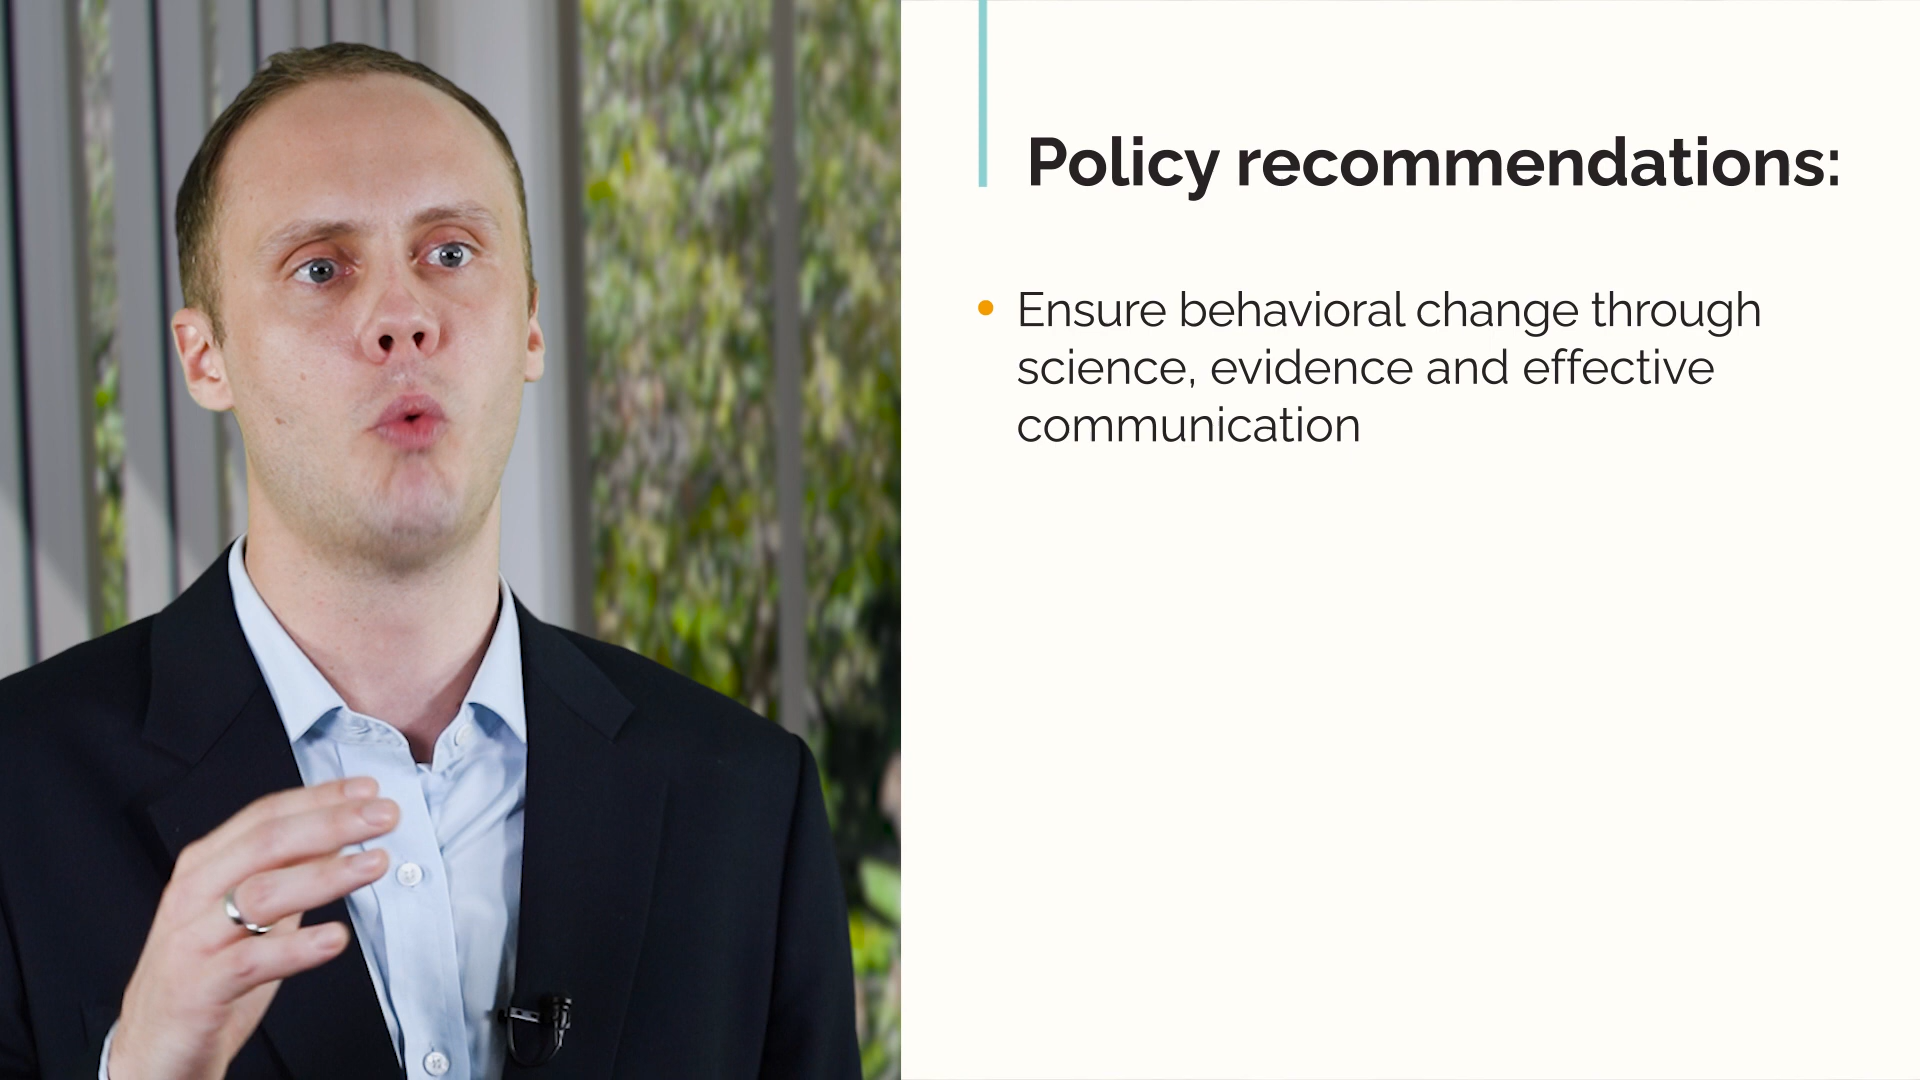 Policy recommendations:
Ensure behavioral change through
science, evidence and effective
communication